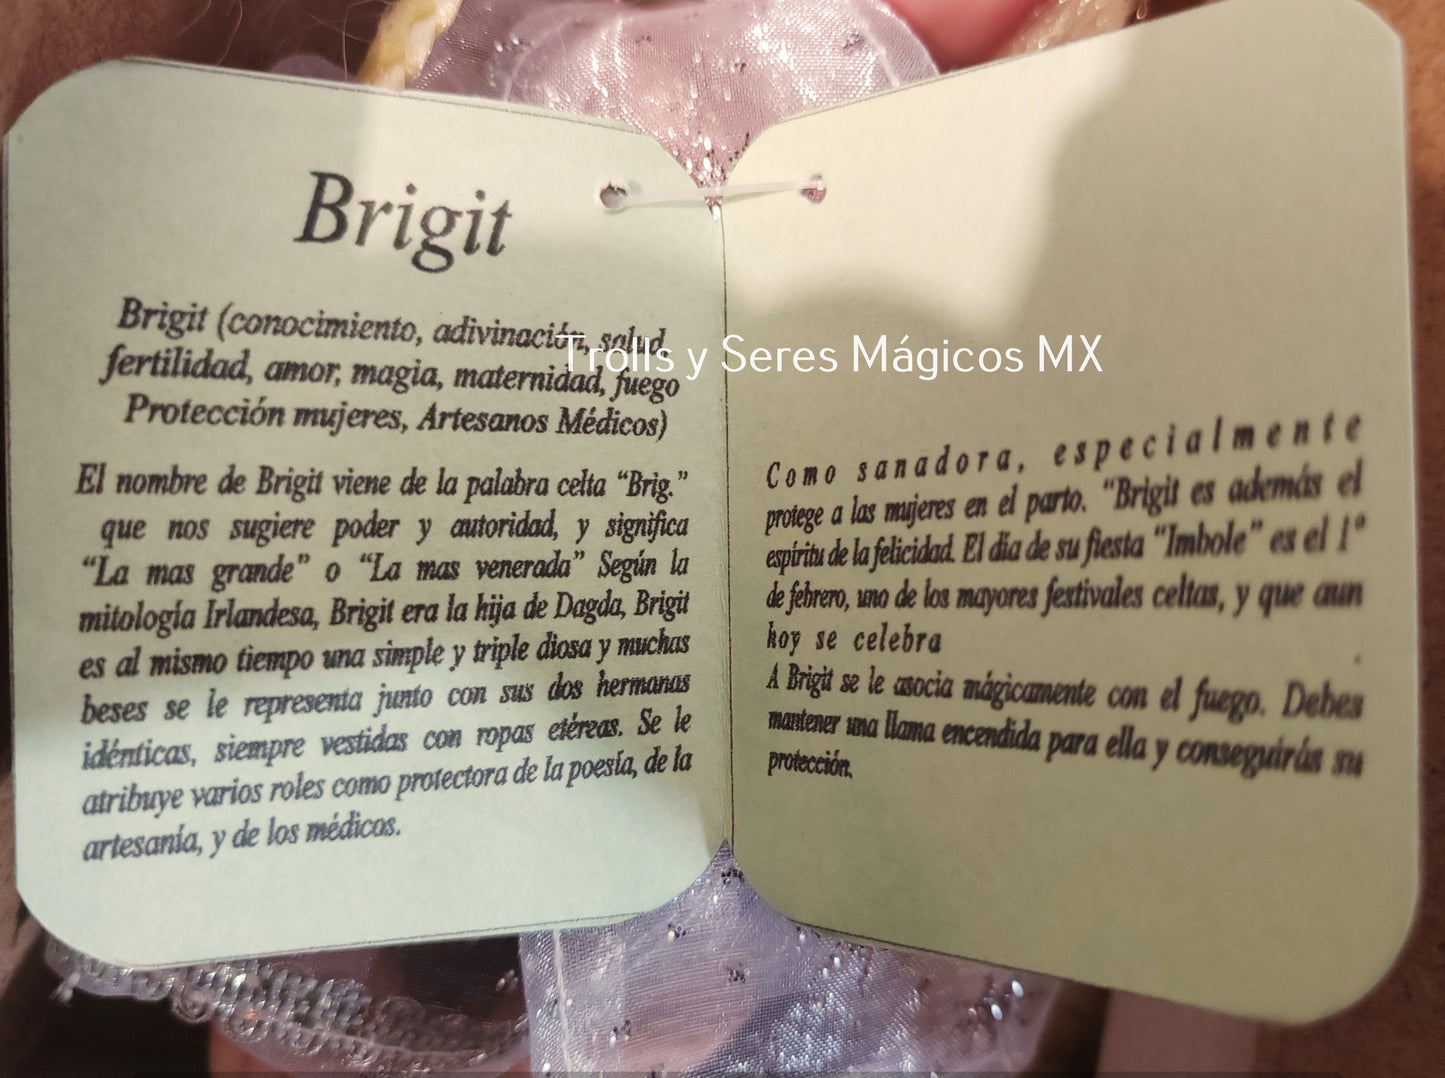 Brigit
Brigit (conocimiento, adivinación, salud,
fertilidad, amor, magia, maternidad, fuego
Protección mujeres, Artesanos Médicos)
El nombre de Brigit viene de la palabra celta “Brig.”
que nos sugiere poder y autoridad, y significa
“La mas grande” o “La mas venerada” Según la
mitología Irlandesa, Brigit era la hija de Dagda, Brigit
es al mismo tiempo una simple y triple diosa y muchas
beses se le representa junto con sus dos hermanas
idénticas, siempre vestidas con ropas etéreas. Se le
atribuye varios roles como protectora de la poesía, de la
artesanía, y de los médicos.
Trolls y Seres Mágicos MX
Como sanadora, especialmente
protege a las mujeres en el parto. “Brigit es además el
espíritu de la felicidad. El día de su fiesta “Imbole” es el 1°
de febrero, uno de los mayores festivales celtas, y que aun
hoy se celebra
A Brigit se le asocia mágicamente con el fuego. Debes
mantener una llama encendida para ella y conseguirás su
protección.